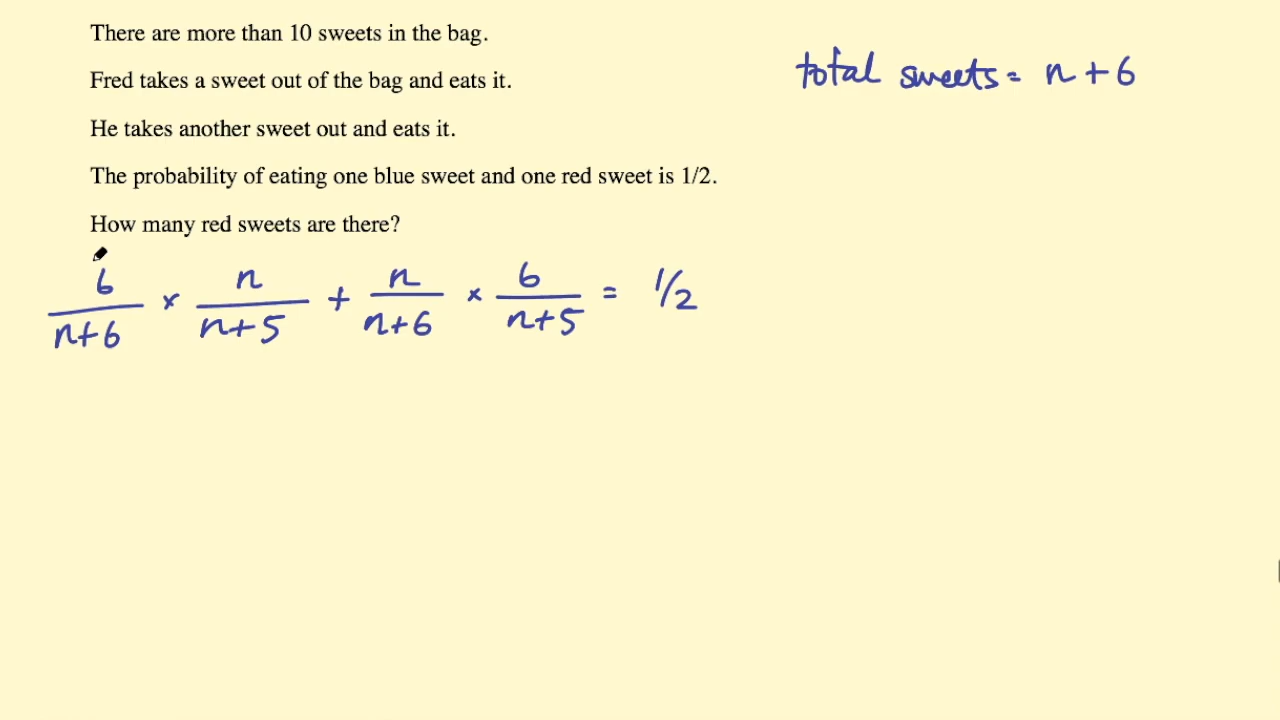 There are more than 10 sweets in the bag.
total sweets = n + 6
Fred takes a sweet out of the bag and eats it.
He takes another sweet out and eats it.
The probability of eating one blue sweet and one red sweet is 1/2.
How many red sweets are there?
6/(n+6) × n/(n+5) + n/(n+6) × 6/(n+5) = 1/2